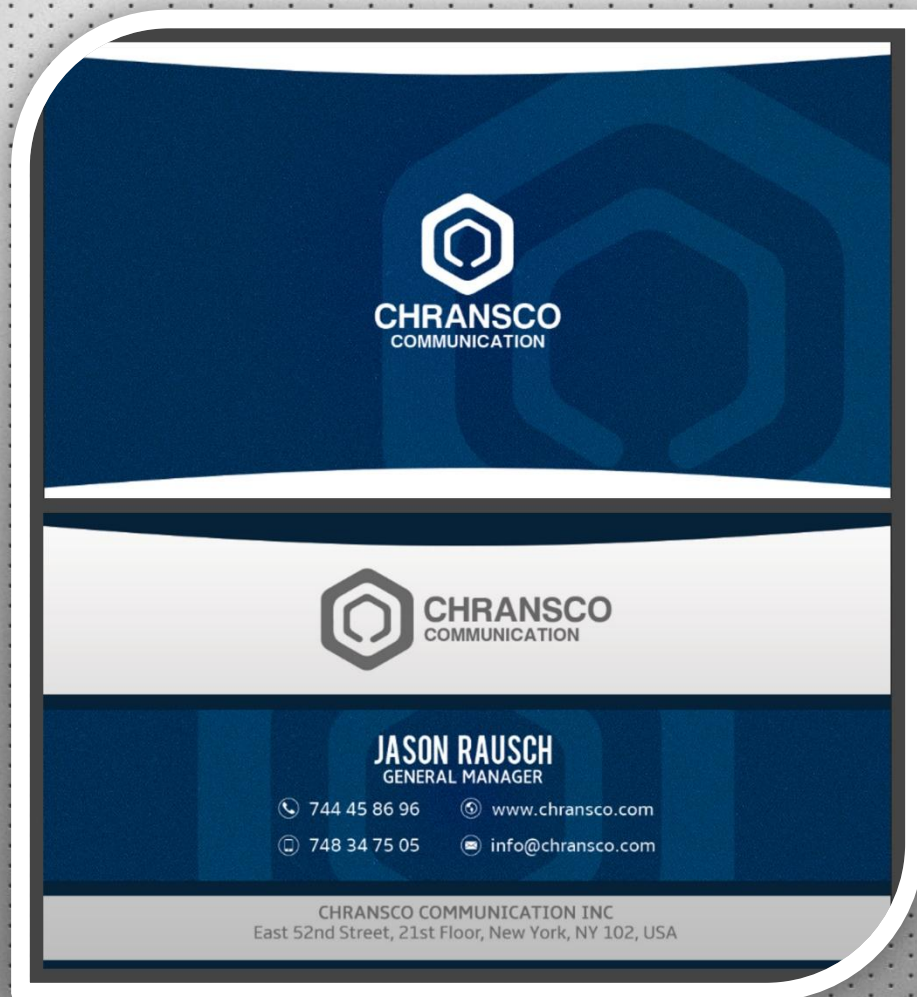 CHRANSCO
COMMUNICATION
CHRANSCO
COMMUNICATION
JASON RAUSCH
GENERAL MANAGER
744 45 86 96 www.chransco.com
748 34 75 05 info@chransco.com
CHRANSCO COMMUNICATION INC
East 52nd Street, 21st Floor, New York, NY 102, USA